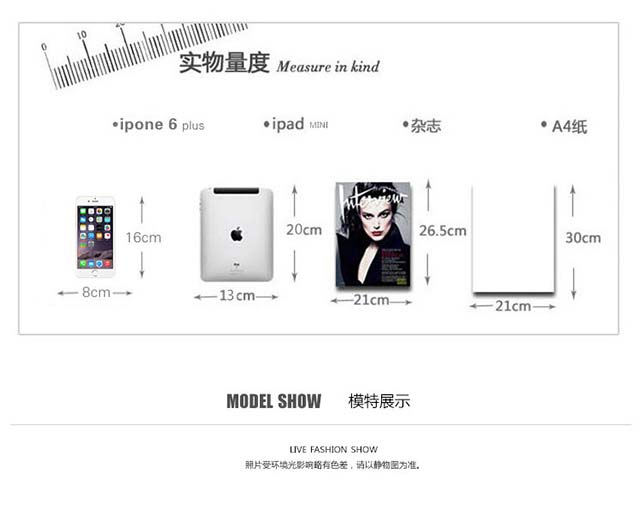 0 10 20
实物量度 Measure in kind
•ipone 6 plus •ipad MINI •杂志 •A4纸
Interview
16cm 20cm 26.5cm 30cm
8cm 13cm 21cm 21cm
MODEL SHOW 模特展示
LIVE FASHION SHOW
照片受环境光影响略有色差，请以静物图为准。